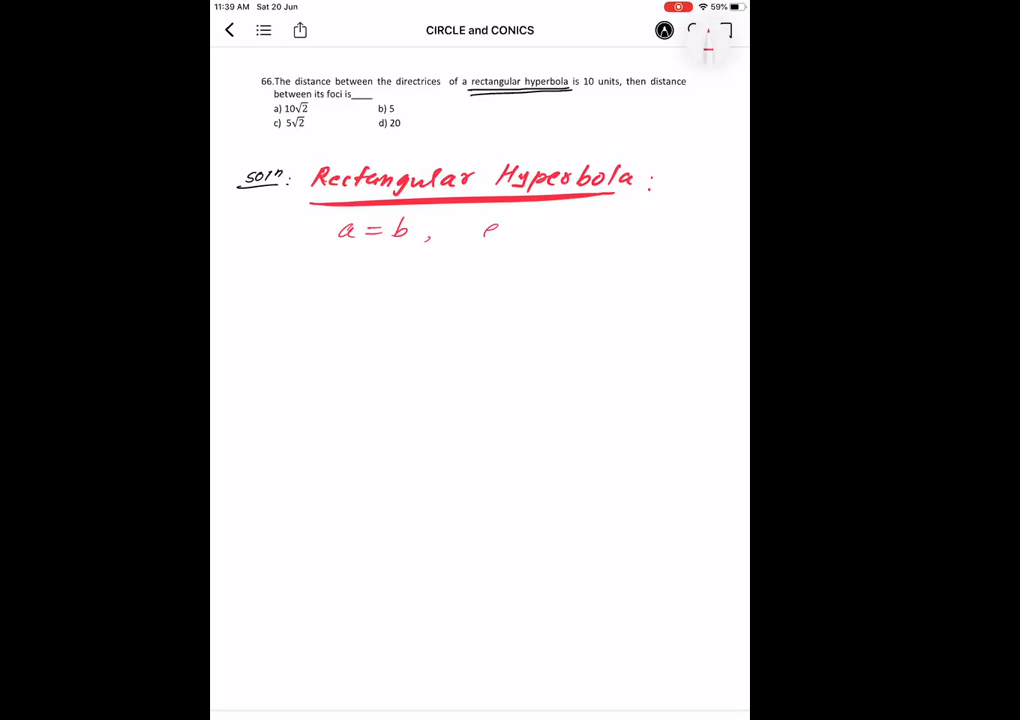 11:39 AM Sat 20 Jun 59%
CIRCLE and CONICS
66.The distance between the directrices of a rectangular hyperbola is 10 units, then distance
between its foci is____
a) 10√2 b) 5
c) 5√2 d) 20
Soln: Rectangular Hyperbola :
a = b , e